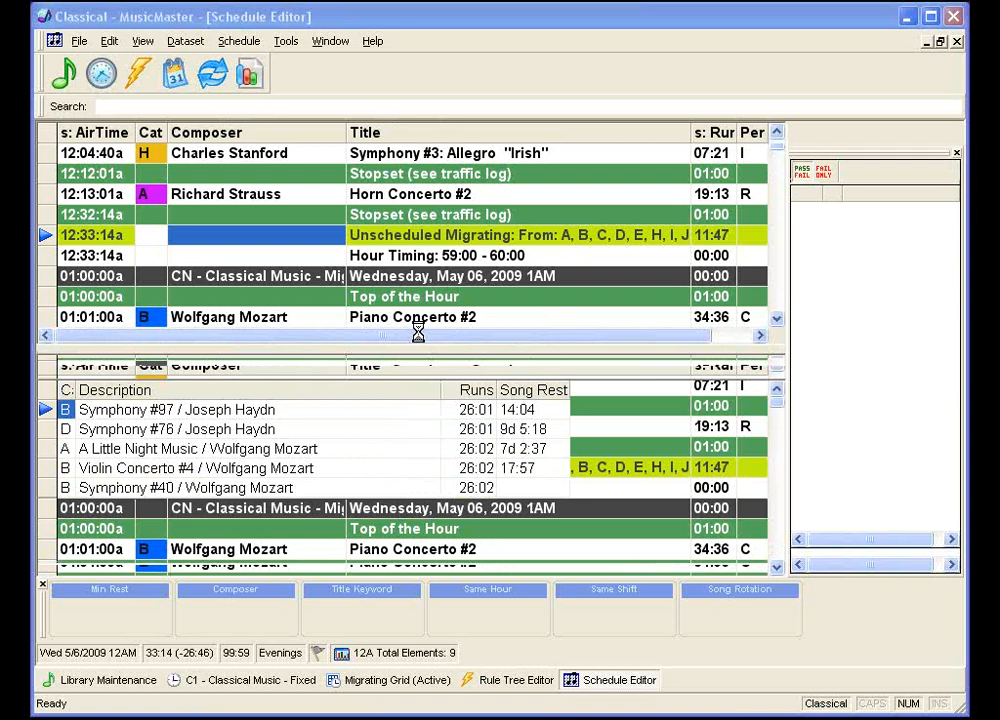 Classical - MusicMaster - [Schedule Editor]
File Edit View Dataset Schedule Tools Window Help
31
Search:
s: AirTime Cat Composer Title s: Rur Per
12:04:40a H Charles Stanford Symphony #3: Allegro "Irish" 07:21 I
12:12:01a Stopset (see traffic log) 01:00
12:13:01a A Richard Strauss Horn Concerto #2 19:13 R
12:32:14a Stopset (see traffic log) 01:00
12:33:14a Unscheduled Migrating: From: A, B, C, D, E, H, I, J 11:47
12:33:14a Hour Timing: 59:00 - 60:00 00:00
01:00:00a CN - Classical Music - Mi Wednesday, May 06, 2009 1AM 00:00
01:00:00a Top of the Hour 01:00
01:01:00a B Wolfgang Mozart Piano Concerto #2 34:36 C
PASS FAIL
FAIL ONLY
s: AirTime Cat Composer Title s: Rur
07:21 I
C: Description Runs Song Rest
01:00
B Symphony #97 / Joseph Haydn 26:01 14:04
D Symphony #76 / Joseph Haydn 26:01 9d 5:18 19:13 R
A A Little Night Music / Wolfgang Mozart 26:02 7d 2:37 01:00
B Violin Concerto #4 / Wolfgang Mozart 26:02 17:57 , B, C, D, E, H, I, J 11:47
B Symphony #40 / Wolfgang Mozart 26:02 00:00
01:00:00a CN - Classical Music - Mi Wednesday, May 06, 2009 1AM 00:00
01:00:00a Top of the Hour 01:00
01:01:00a B Wolfgang Mozart Piano Concerto #2 34:36 C
01:01:00a B Wolfgang Mozart Piano Concerto #2 34:36 C
Min Rest Composer Title Keyword Same Hour Same Shift Song Rotation
Wed 5/6/2009 12AM 33:14 (-26:46) 99:59 Evenings 12A Total Elements: 9
Library Maintenance C1 - Classical Music - Fixed Migrating Grid (Active) Rule Tree Editor Schedule Editor
Ready Classical CAPS NUM INS